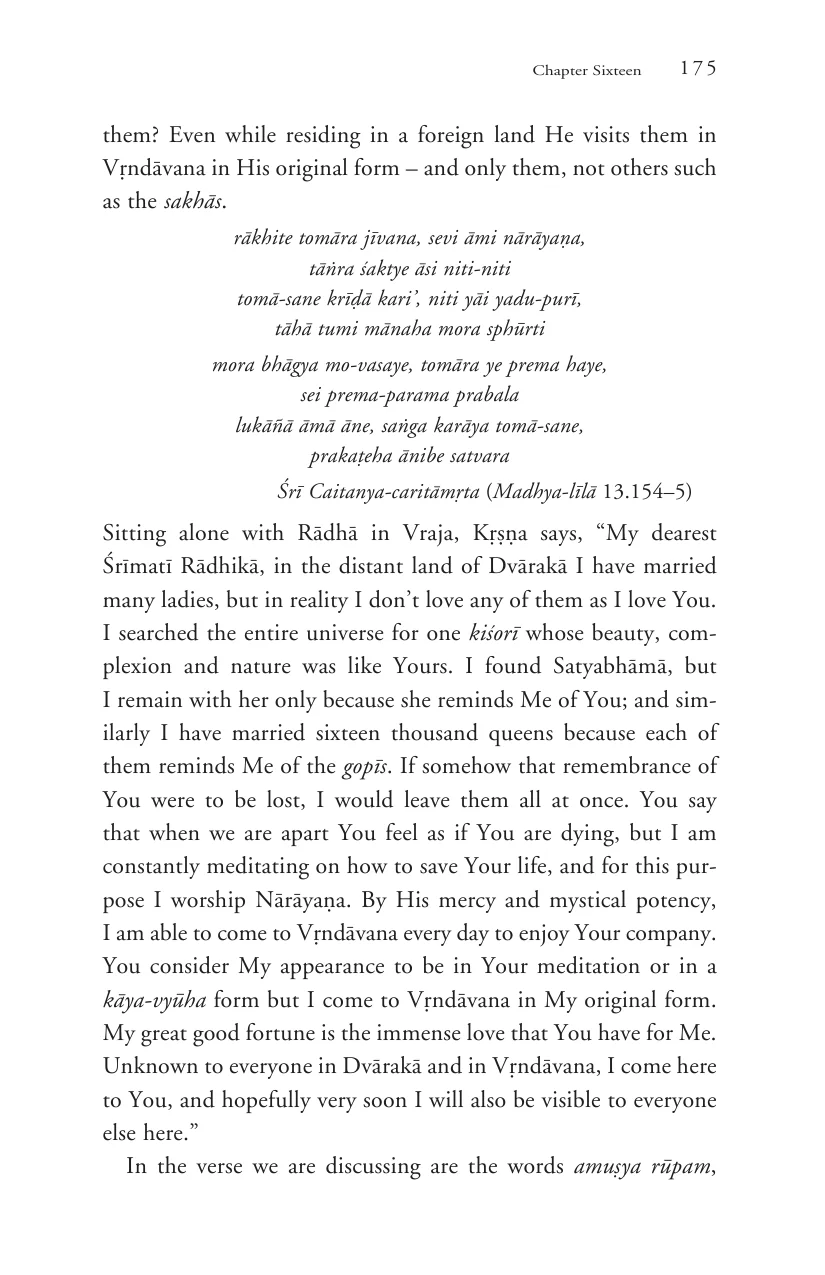 Chapter Sixteen 175
them? Even while residing in a foreign land He visits them in
Vṛndāvana in His original form – and only them, not others such
as the sakhās.
rākhite tomāra jīvana, sevi āmi nārāyaṇa,
tāṅra śaktye āsi niti-niti
tomā-sane krīḍā kari’, niti yāi yadu-purī,
tāhā tumi mānaha mora sphūrti
mora bhāgya mo-vasaye, tomāra ye prema haye,
sei prema-parama prabala
lukāñā āmā āne, saṅga karāya tomā-sane,
prakaṭeha ānibe satvara
Śrī Caitanya-caritāmṛta (Madhya-līlā 13.154–5)
Sitting alone with Rādhā in Vraja, Kṛṣṇa says, “My dearest
Śrīmatī Rādhikā, in the distant land of Dvārakā I have married
many ladies, but in reality I don’t love any of them as I love You.
I searched the entire universe for one kiśorī whose beauty, com-
plexion and nature was like Yours. I found Satyabhāmā, but
I remain with her only because she reminds Me of You; and sim-
ilarly I have married sixteen thousand queens because each of
them reminds Me of the gopīs. If somehow that remembrance of
You were to be lost, I would leave them all at once. You say
that when we are apart You feel as if You are dying, but I am
constantly meditating on how to save Your life, and for this pur-
pose I worship Nārāyaṇa. By His mercy and mystical potency,
I am able to come to Vṛndāvana every day to enjoy Your company.
You consider My appearance to be in Your meditation or in a
kāya-vyūha form but I come to Vṛndāvana in My original form.
My great good fortune is the immense love that You have for Me.
Unknown to everyone in Dvārakā and in Vṛndāvana, I come here
to You, and hopefully very soon I will also be visible to everyone
else here.”
In the verse we are discussing are the words amuṣya rūpam,